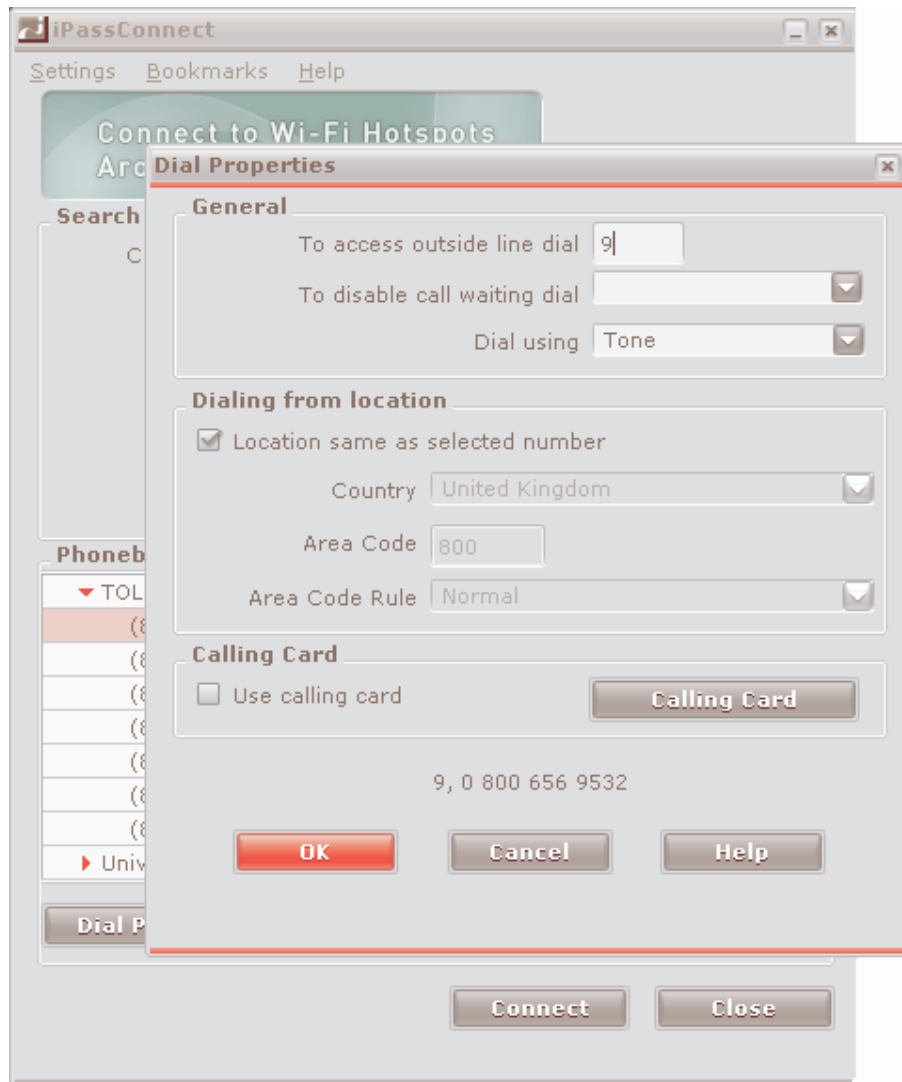 iPassConnect
Settings Bookmarks Help
Connect to Wi-Fi Hotspots
Dial Properties
Search
General
To access outside line dial 9
To disable call waiting dial
Dial using Tone
Dialing from location
Location same as selected number
Country United Kingdom
Area Code 800
Area Code Rule Normal
TOL
Calling Card
Use calling card Calling Card
9, 0 800 656 9532
OK Cancel Help
Univ
Dial P
Connect Close